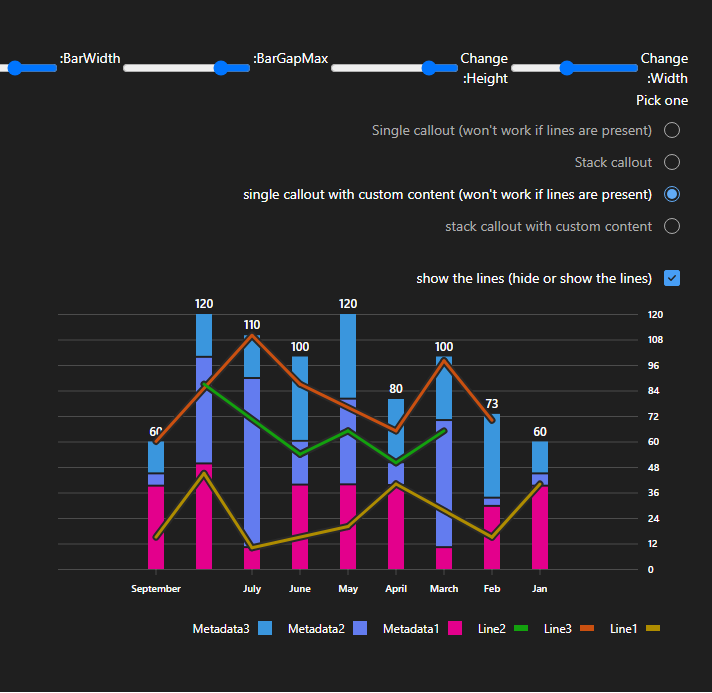 :BarWidth
:BarGapMax
Change
:Height
Change
:Width
Pick one
Single callout (won't work if lines are present)
Stack callout
single callout with custom content (won't work if lines are present)
stack callout with custom content
show the lines (hide or show the lines)
120
120
120
110
108
100
100
96
84
80
72
73
60
60
60
48
36
24
12
0
September
July
June
May
April
March
Feb
Jan
Metadata3
Metadata2
Metadata1
Line2
Line3
Line1